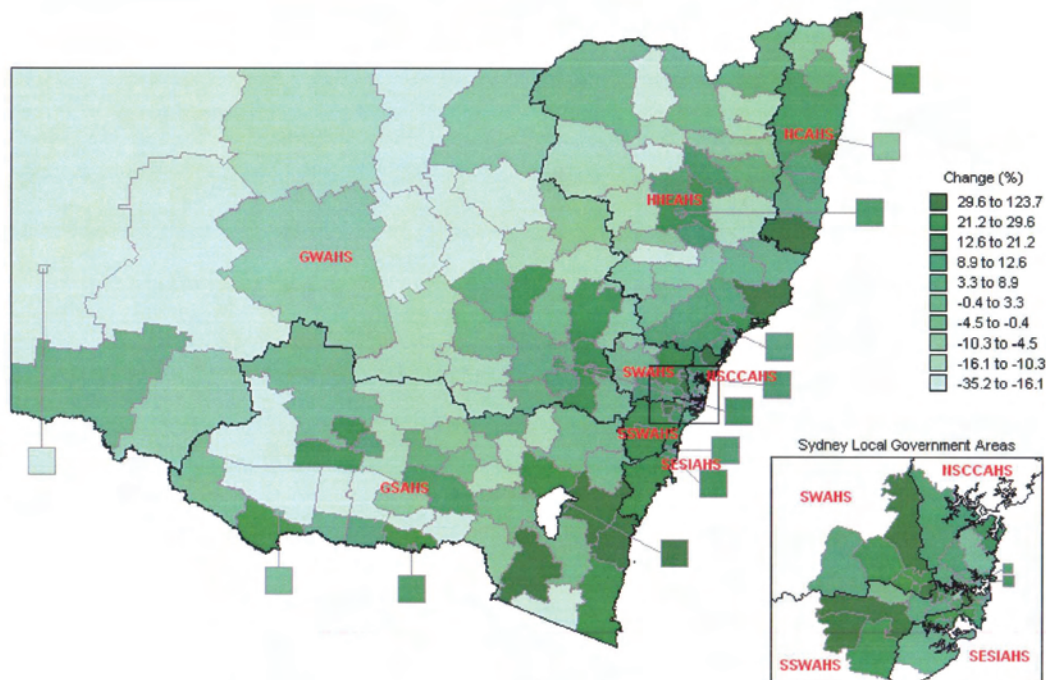 NCAHS
HNEAHS
GWAHS
SWAHS
NSCCAHS
SSWAHS
SESIAHS
GSAHS
Change (%)
29.6 to 123.7
21.2 to 29.6
12.6 to 21.2
8.9 to 12.6
3.3 to 8.9
-0.4 to 3.3
-4.5 to -0.4
-10.3 to -4.5
-16.1 to -10.3
-35.2 to -16.1
Sydney Local Government Areas
NSCCAHS
SWAHS
SSWAHS
SESIAHS